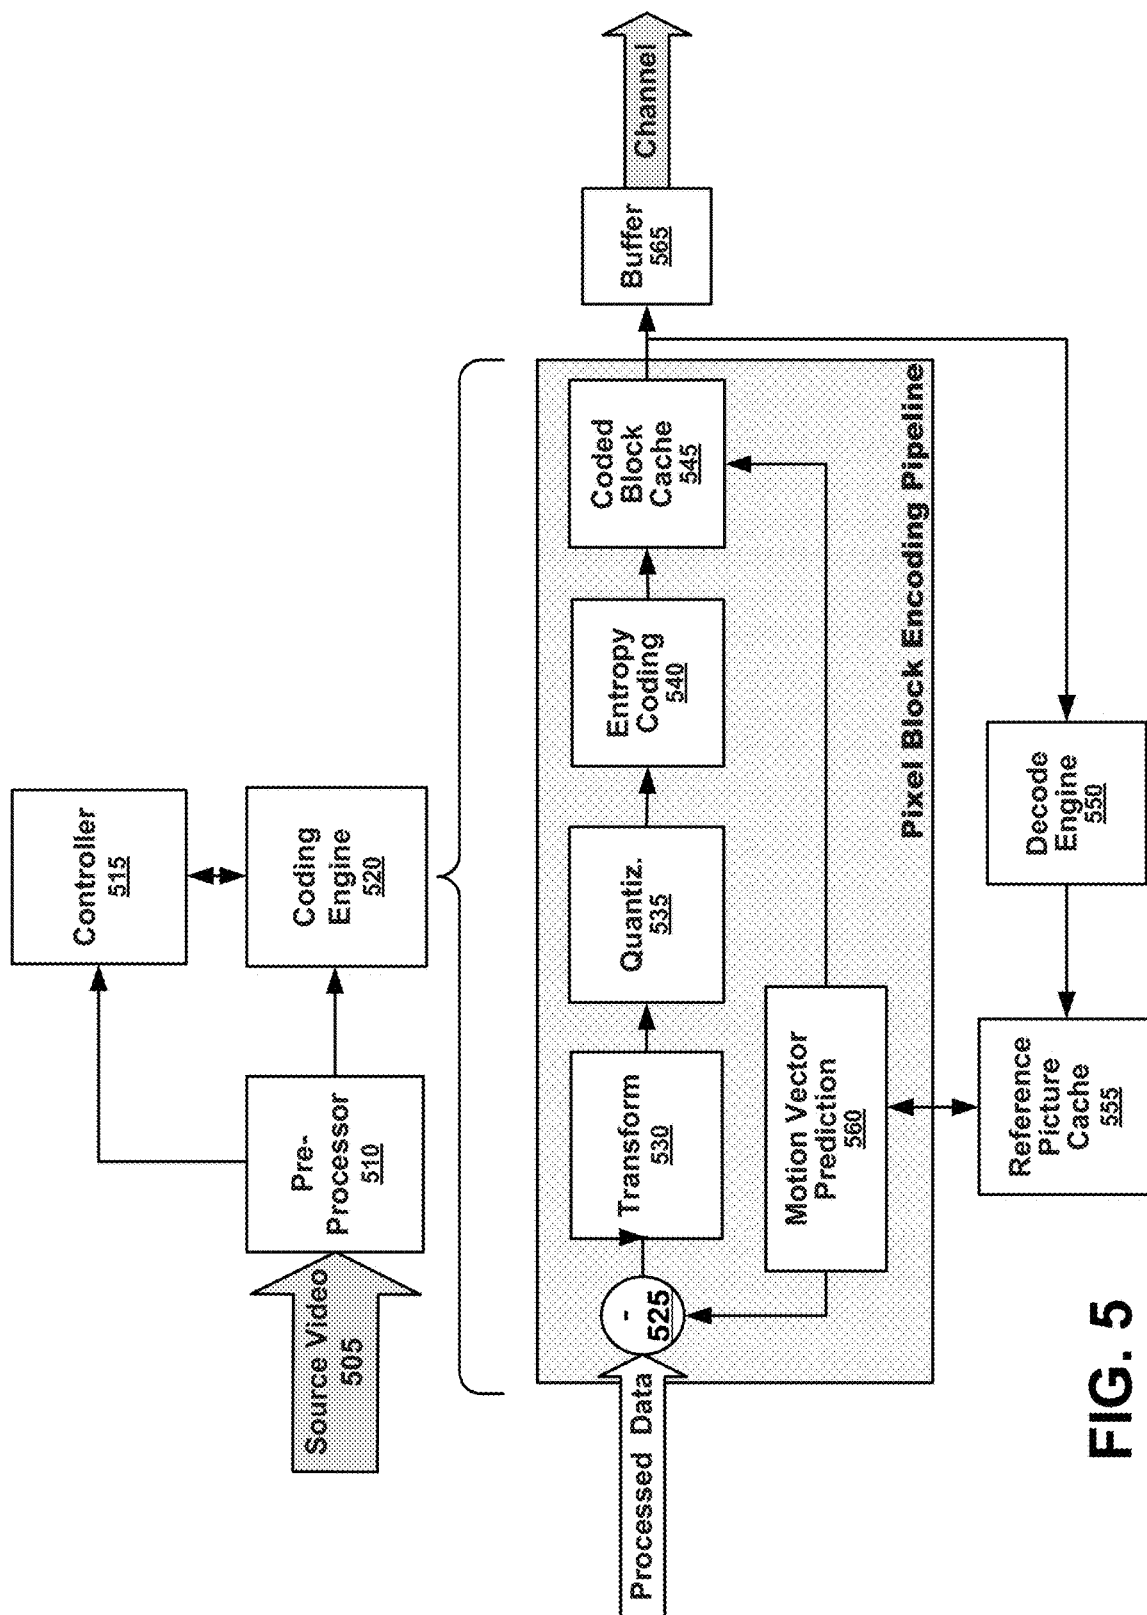 Source Video
505
Pre-
Processor
510
Controller
515
Coding
Engine
520
Processed Data
-
525
Transform
530
Quantiz.
535
Entropy
Coding
540
Coded
Block
Cache
545
Buffer
565
Channel
Motion Vector
Prediction
560
Pixel Block Encoding Pipeline
Reference
Picture
Cache
555
Decode
Engine
550
FIG. 5